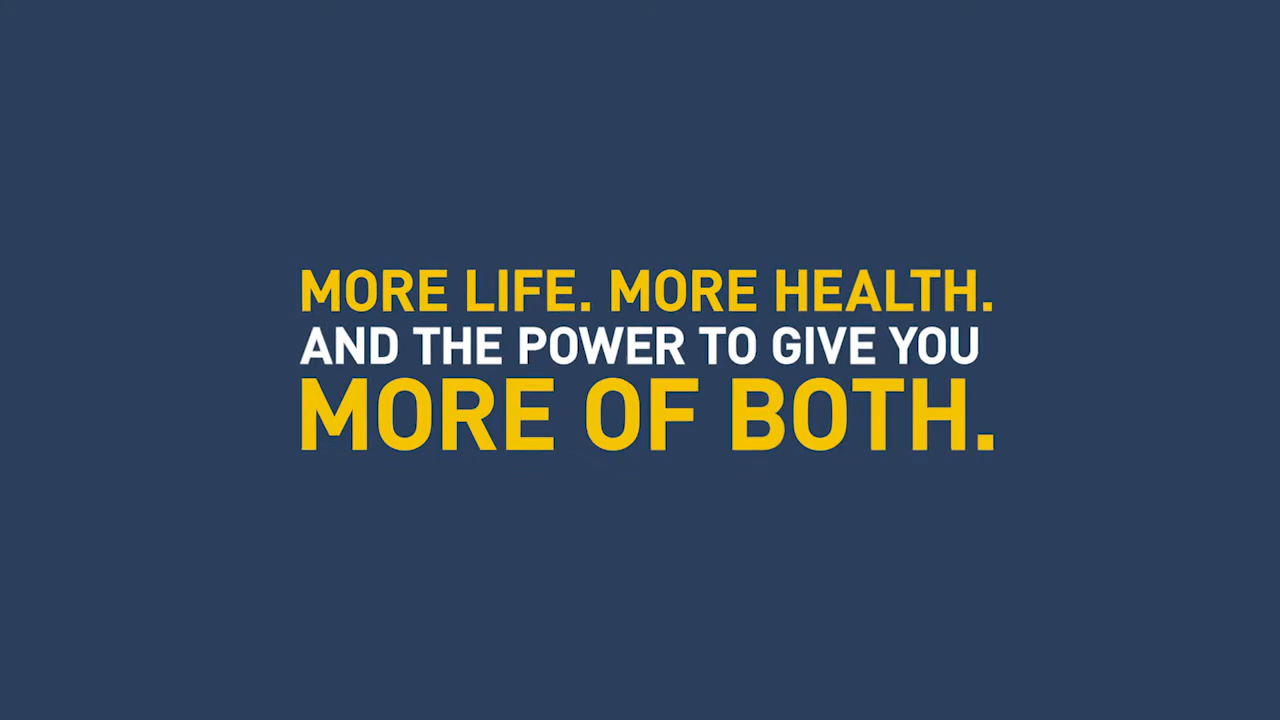 MORE LIFE. MORE HEALTH.
AND THE POWER TO GIVE YOU
MORE OF BOTH.